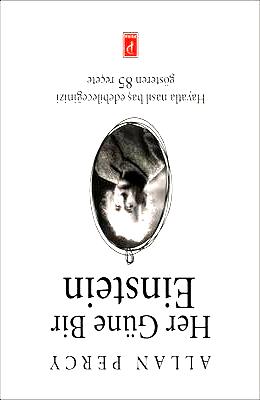 ALLAN PERCY
Her Güne Bir
Einstein
Hayatla nasıl baş edebileceğinizi
gösteren 85 reçete